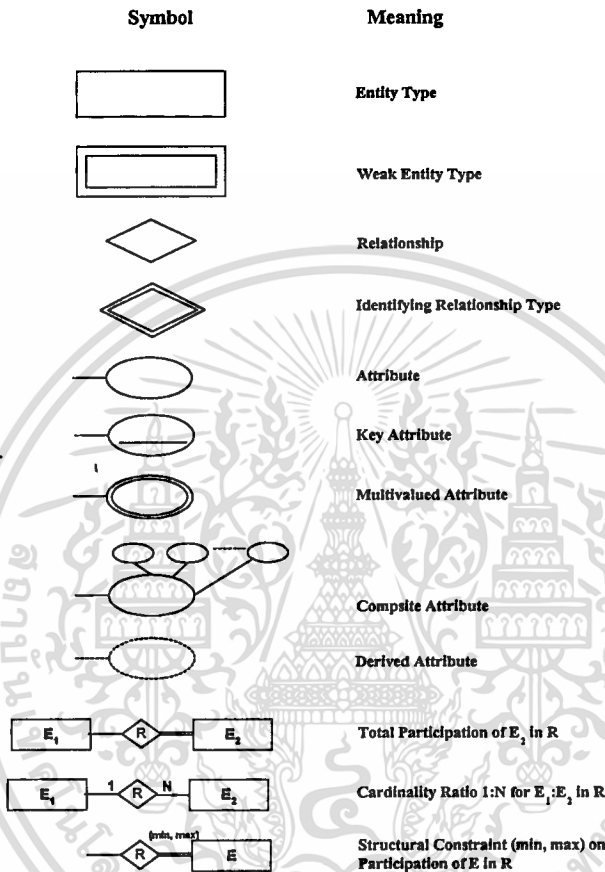 Symbol Meaning
Entity Type
Weak Entity Type
Relationship
Identifying Relationship Type
Attribute
Key Attribute
Multivalued Attribute
Compsite Attribute
Derived Attribute
E₁ R E₂ Total Participation of E₂ in R
E₁ 1 R N E₂ Cardinality Ratio 1:N for E₁:E₂ in R
(min, max)
R E Structural Constraint (min, max) on
Participation of E in R